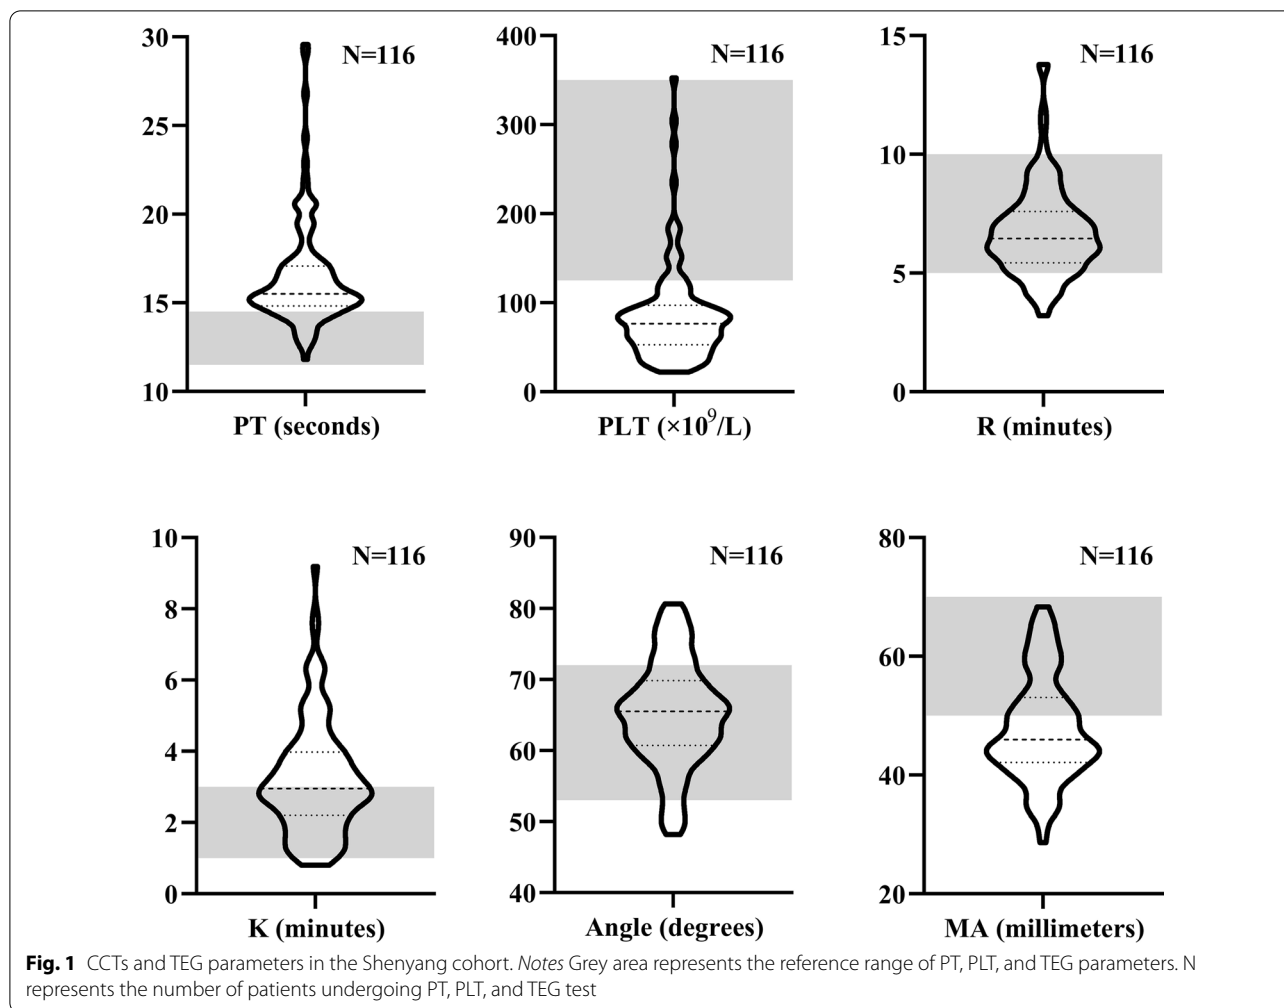 30
25
20
15
10
N=116
PT (seconds)
400
300
200
100
0
N=116
PLT (×10⁹/L)
15
10
5
0
N=116
R (minutes)
10
8
6
4
2
0
N=116
K (minutes)
90
80
70
60
50
40
N=116
Angle (degrees)
80
60
40
20
N=116
MA (millimeters)
Fig. 1 CCTs and TEG parameters in the Shenyang cohort. Notes Grey area represents the reference range of PT, PLT, and TEG parameters. N
represents the number of patients undergoing PT, PLT, and TEG test